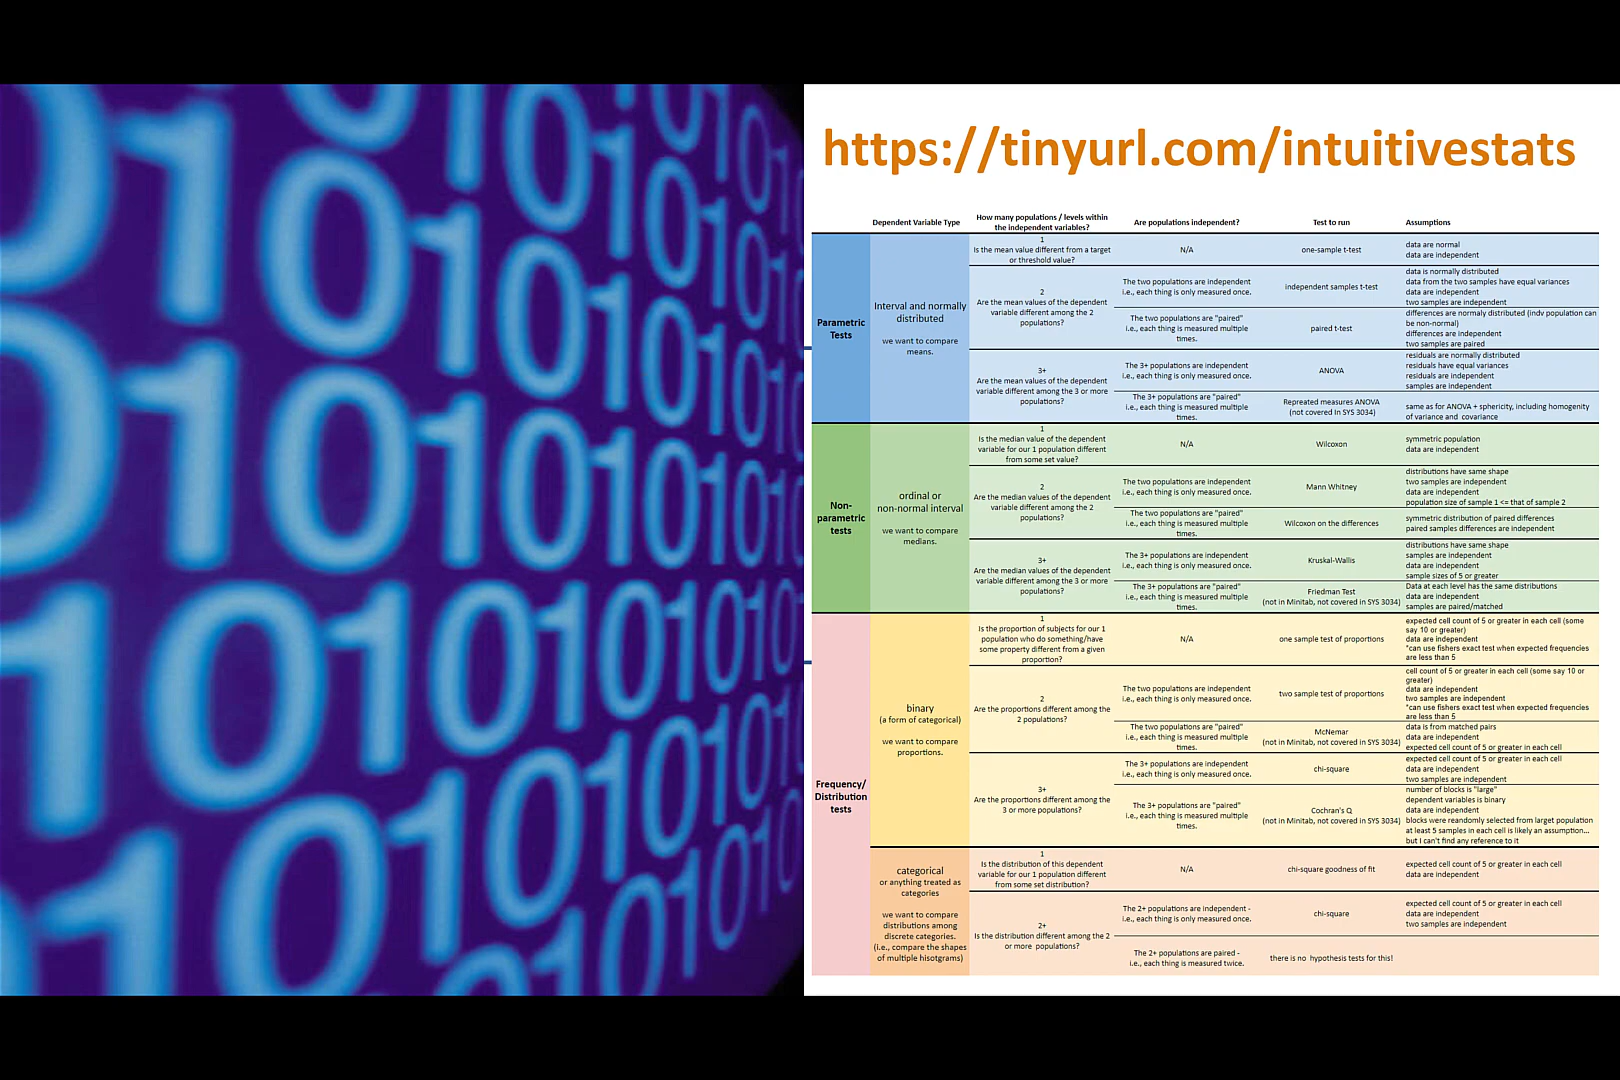 https://tinyurl.com/intuitivestats
Dependent Variable Type
How many populations / levels within
the independent variables?
Are populations independent?
Test to run
Assumptions
Parametric
Tests
Interval and normally
distributed
we want to compare
means.
1
Is the mean value different from a target
or threshold value?
N/A
one-sample t-test
data are normal
data are independent
2
Are the mean values of the dependent
variable different among the 2
populations?
The two populations are independent
i.e., each thing is only measured once.
independent samples t-test
data is normally distributed
data from the two samples have equal variances
data are independent
two samples are independent
The two populations are "paired"
i.e., each thing is measured multiple
times.
paired t-test
differences are normaly distributed (indv population can
be non-normal)
differences are independent
two samples are paired
3+
Are the mean values of the dependent
variable different among the 3 or more
populations?
The 3+ populations are independent
i.e., each thing is only measured once.
ANOVA
residuals are normally distributed
residuals have equal variances
residuals are independent
samples are independent
The 3+ populations are "paired"
i.e., each thing is measured multiple
times.
Repreated measures ANOVA
(not covered In SYS 3034)
same as for ANOVA + sphericity, including homogenity
of variance and covariance
Non-
parametric
tests
ordinal or
non-normal interval
we want to compare
medians.
1
Is the median value of the dependent
variable for our 1 population different
from some set value?
N/A
Wilcoxon
symmetric population
data are independent
2
Are the median values of the dependent
variable different among the 2
populations?
The two populations are independent
i.e., each thing is only measured once.
Mann Whitney
distributions have same shape
two samples are independent
data are independent
population size of sample 1 <= that of sample 2
The two populations are "paired"
i.e., each thing is measured multiple
times.
Wilcoxon on the differences
symmetric distribution of paired differences
paired samples differences are independent
3+
Are the median values of the dependent
variable different among the 3 or more
populations?
The 3+ populations are independent
i.e., each thing is only measured once.
Kruskal-Wallis
distributions have same shape
samples are independent
data are independent
sample sizes of 5 or greater
The 3+ populations are "paired"
i.e., each thing is measured multiple
times.
Friedman Test
(not in Minitab, not covered in SYS 3034)
Data at each level has the same distributions
data are independent
samples are paired/matched
Frequency/
Distribution
tests
binary
(a form of categorical)
we want to compare
proportions.
1
Is the proportion of subjects for our 1
population who do something/have
some property different from a given
proportion?
N/A
one sample test of proportions
expected cell count of 5 or greater in each cell (some
say 10 or greater)
data are independent
*can use fishers exact test when expected frequencies
are less than 5
2
Are the proportions different among the
2 populations?
The two populations are independent
i.e., each thing is only measured once.
two sample test of proportions
cell count of 5 or greater in each cell (some say 10 or
greater)
data are independent
two samples are independent
*can use fishers exact test when expected frequencies
are less than 5
The two populations are "paired"
i.e., each thing is measured multiple
times.
McNemar
(not in Minitab, not covered in SYS 3034)
data is from matched pairs
data are independent
expected cell count of 5 or greater in each cell
3+
Are the proportions different among the
3 or more populations?
The 3+ populations are independent
i.e., each thing is only measured once.
chi-square
expected cell count of 5 or greater in each cell
data are independent
two samples are independent
The 3+ populations are "paired"
i.e., each thing is measured multiple
times.
Cochran's Q
(not in Minitab, not covered in SYS 3034)
number of blocks is "large"
dependent variables is binary
data are independent
blocks were reandomly selected from larget population
at least 5 samples in each cell is likely an assumption...
but I can't find any reference to it
categorical
or anything treated as
categories
we want to compare
distributions among
discrete categories.
(i.e., compare the shapes
of multiple hisotgrams)
1
Is the distribution of this dependent
variable for our 1 population different
from some set distribution?
N/A
chi-square goodness of fit
expected cell count of 5 or greater in each cell
data are independent
2+
Is the distribution different among the 2
or more populations?
The 2+ populations are independent -
i.e., each thing is only measured once.
chi-square
expected cell count of 5 or greater in each cell
data are independent
two samples are independent
The 2+ populations are paired -
i.e., each thing is measured twice.
there is no hypothesis tests for this!